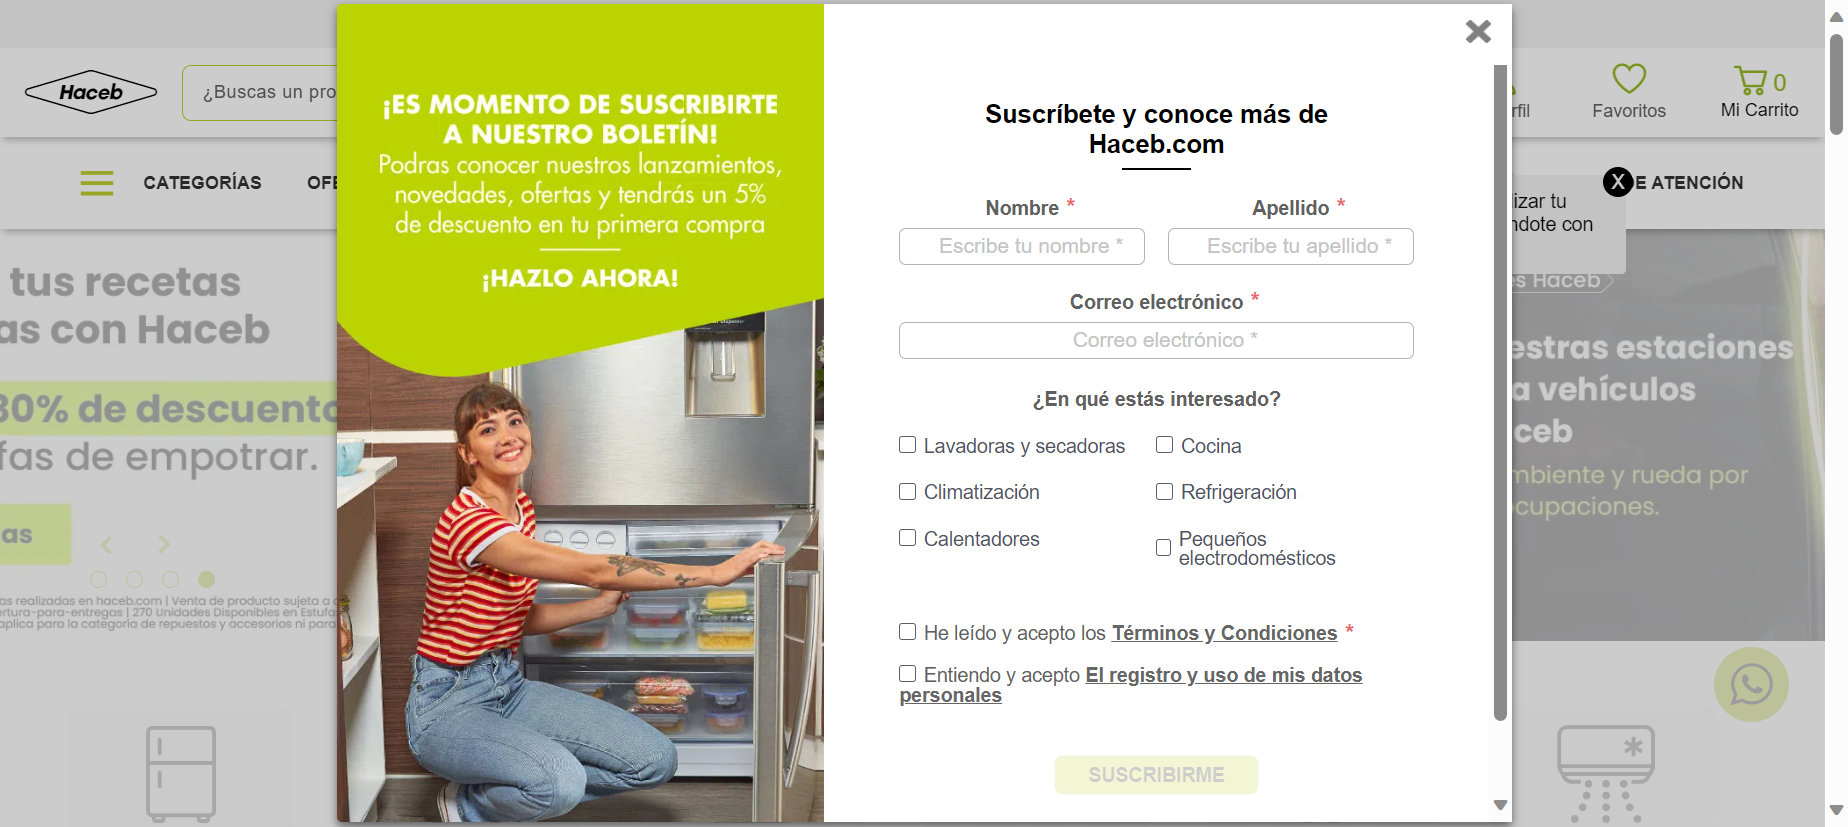 Haceb
¿Buscas un pro
rfil
Favoritos
0
Mi Carrito
CATEGORÍAS
OFE
X
E ATENCIÓN
izar tu
ndote con
tus recetas
as con Haceb
30% de descuento
fas de empotrar.
as
as realizadas en haceb.com | Venta de producto sujeta a c
ertura-para-entregas | 270 Unidades Disponibles en Estufa
aplica para la categoría de repuestos y accesorios ni para
¡ES MOMENTO DE SUSCRIBIRTE
A NUESTRO BOLETÍN!
Podras conocer nuestros lanzamientos,
novedades, ofertas y tendrás un 5%
de descuento en tu primera compra
¡HAZLO AHORA!
Suscríbete y conoce más de
Haceb.com
Nombre *
Apellido *
Escribe tu nombre *
Escribe tu apellido *
Correo electrónico *
Correo electrónico *
¿En qué estás interesado?
Lavadoras y secadoras
Cocina
Climatización
Refrigeración
Calentadores
Pequeños
electrodomésticos
He leído y acepto los Términos y Condiciones *
Entiendo y acepto El registro y uso de mis datos
personales
SUSCRIBIRME
es Haceb
estras estaciones
a vehículos
ceb
mbiente y rueda por
ocupaciones.